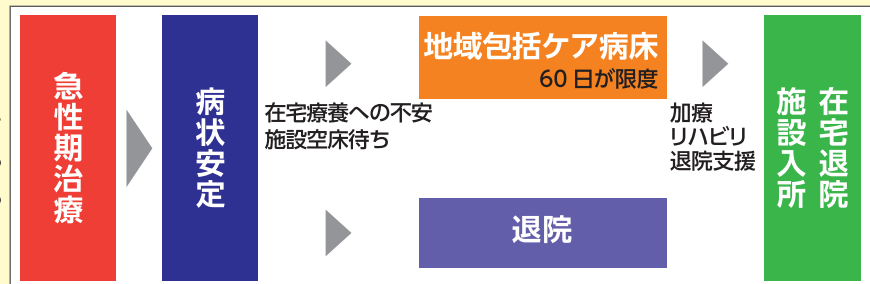 急性期治療
病状安定
在宅療養への不安
施設空床待ち
地域包括ケア病床
60日が限度
退院
加療
リハビリ
退院支援
在宅退院
施設入所